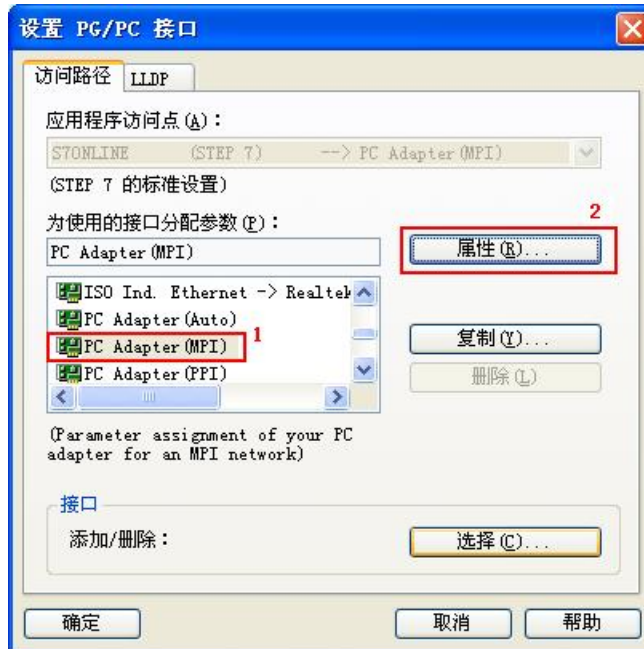 设置 PG/PC 接口
访问路径 LLDP
应用程序访问点(A):
S7ONLINE (STEP 7) --> PC Adapter(MPI)
(STEP 7 的标准设置)
2
为使用的接口分配参数(P):
PC Adapter(MPI) 属性(R)...
ISO Ind. Ethernet -> Realtek
PC Adapter(Auto)
PC Adapter(MPI) 1 复制(Y)...
PC Adapter(PPI) 删除(L)
(Parameter assignment of your PC
adapter for an MPI network)
接口
添加/删除: 选择(C)...
确定 取消 帮助